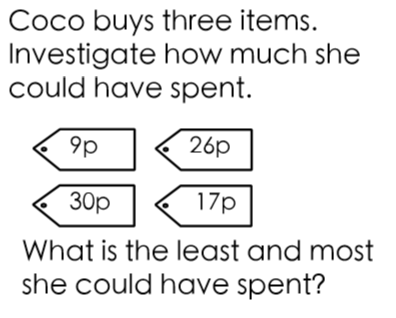 Coco buys three items.
Investigate how much she
could have spent.
9p 26p
30p 17p
What is the least and most
she could have spent?